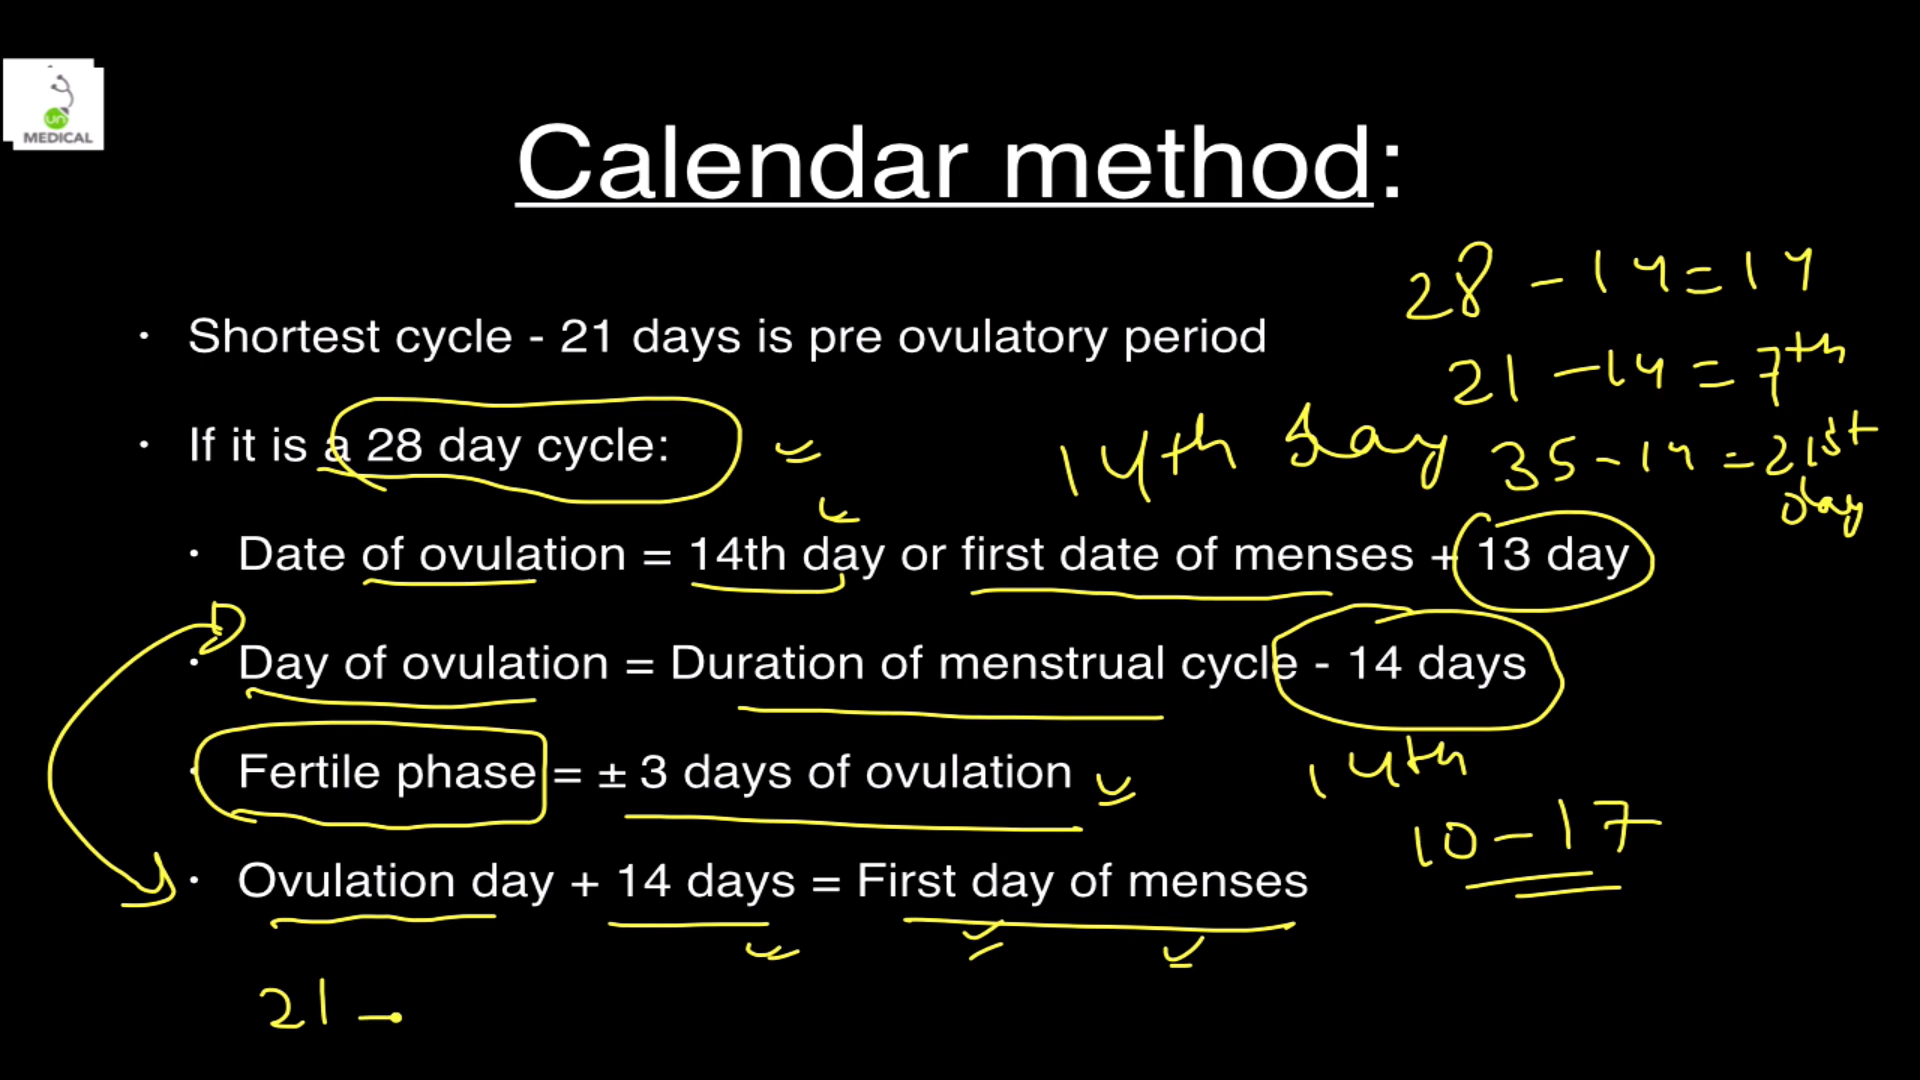 un
MEDICAL
Calendar method:
28 - 14 = 14
• Shortest cycle - 21 days is pre ovulatory period
21 - 14 = 7th
• If it is a 28 day cycle:
14th day
35 - 14 = 21st
day
• Date of ovulation = 14th day or first date of menses + 13 day
• Day of ovulation = Duration of menstrual cycle - 14 days
• Fertile phase = ± 3 days of ovulation
14th
10 - 17
• Ovulation day + 14 days = First day of menses
21 -